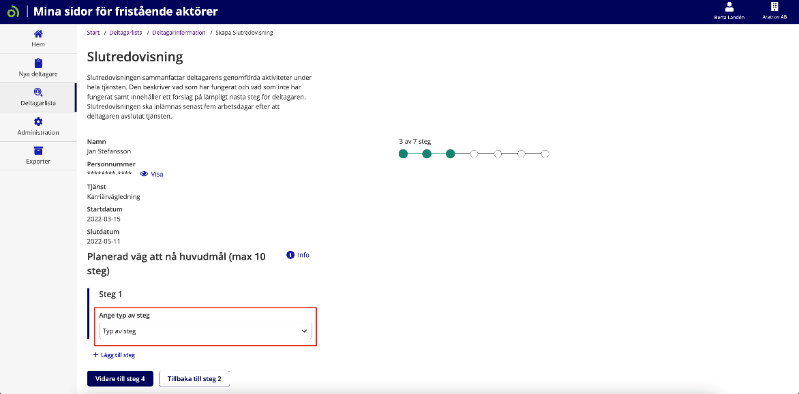 Mina sidor för fristående aktörer
Berta Landén
Arvizon AB
Hem
Nya deltagare
Deltagarlista
Administration
Exporter
Start / Deltagarlista / Deltagarinformation / Skapa Slutredovisning
Slutredovisning
Slutredovisningen sammanfattar deltagarens genomförda aktiviteter under
hela tjänsten. Den beskriver vad som har fungerat och vad som inte har
fungerat samt innehåller ett förslag på lämpligt nästa steg för deltagaren.
Slutredovisningen ska inlämnas senast fem arbetsdagar efter att
deltagaren avslutat tjänsten.
Namn
Jan Stefansson
3 av 7 steg
Personnummer
********-**** Visa
Tjänst
Karriärvägledning
Startdatum
2022-03-15
Slutdatum
2022-05-11
Planerad väg att nå huvudmål (max 10
steg)
Info
Steg 1
Ange typ av steg
Typ av steg
+ Lägg till steg
Vidare till steg 4
Tillbaka till steg 2